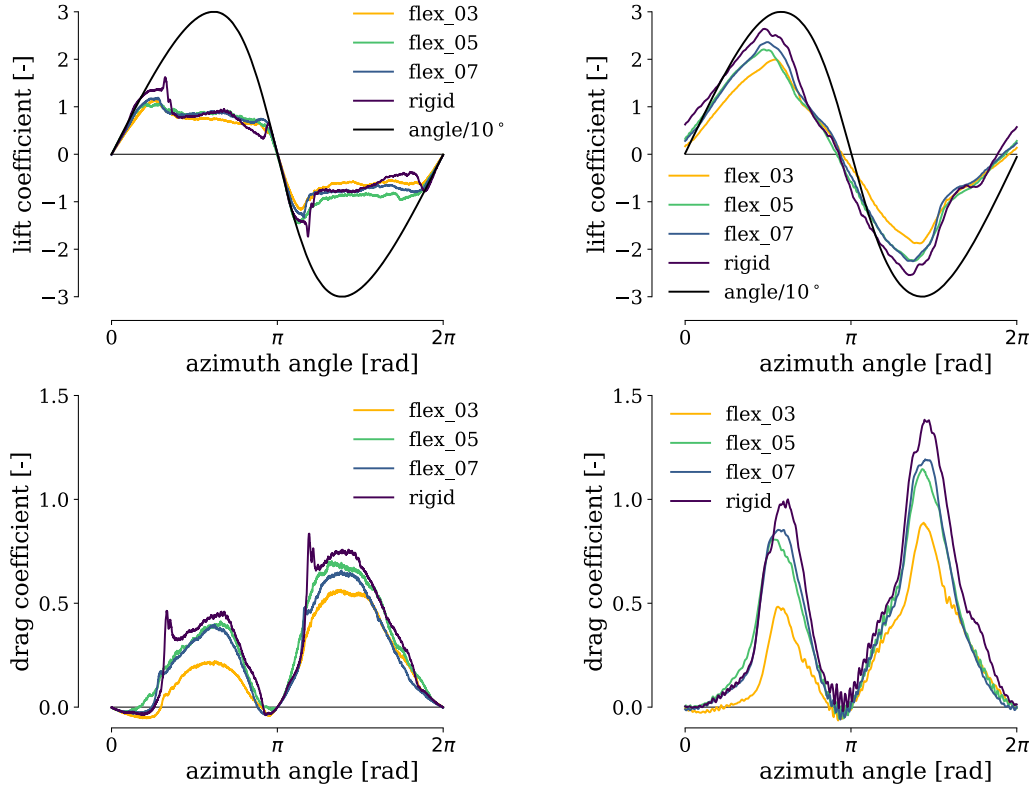 3
2
1
0
−1
−2
−3
lift coefficient [-]
flex_03
flex_05
flex_07
rigid
angle/10°
0
π
2π
azimuth angle [rad]
3
2
1
0
−1
−2
−3
lift coefficient [-]
flex_03
flex_05
flex_07
rigid
angle/10°
0
π
2π
azimuth angle [rad]
1.5
1.0
0.5
0.0
drag coefficient [-]
flex_03
flex_05
flex_07
rigid
0
π
2π
azimuth angle [rad]
1.5
1.0
0.5
0.0
drag coefficient [-]
flex_03
flex_05
flex_07
rigid
0
π
2π
azimuth angle [rad]